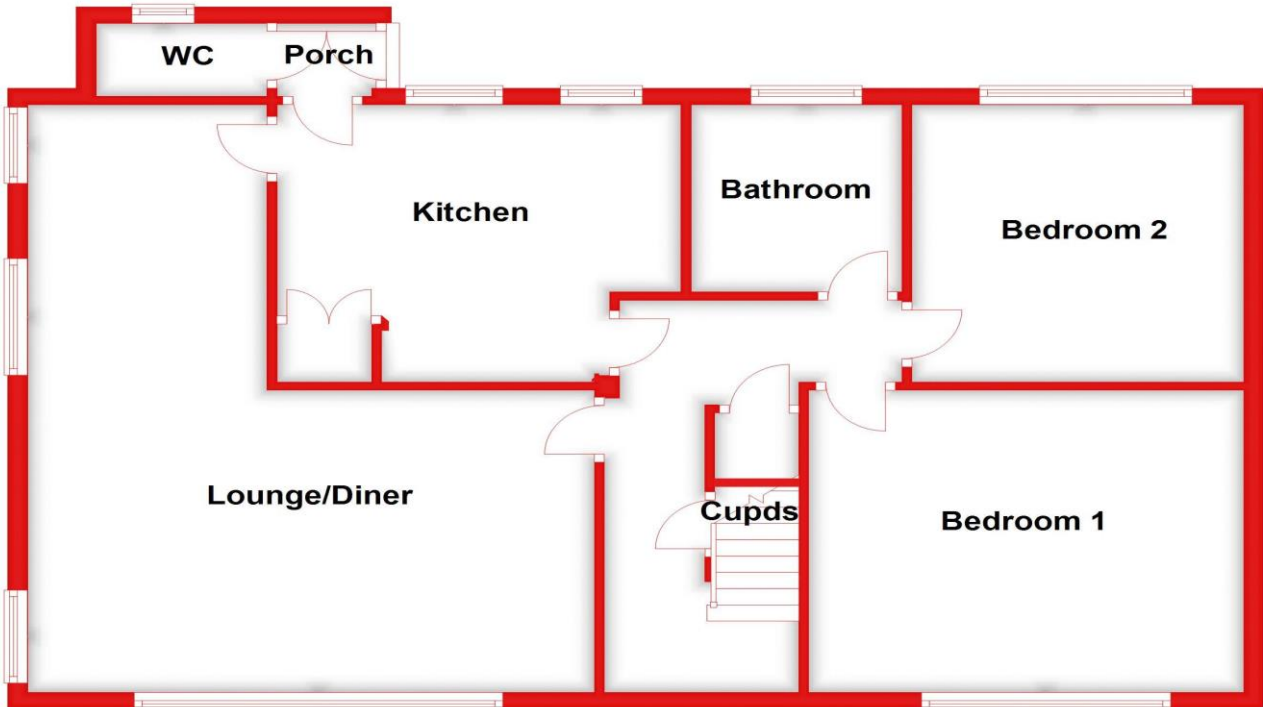 WC
Porch
Kitchen
Bathroom
Bedroom 2
Lounge/Diner
Cupds
Bedroom 1